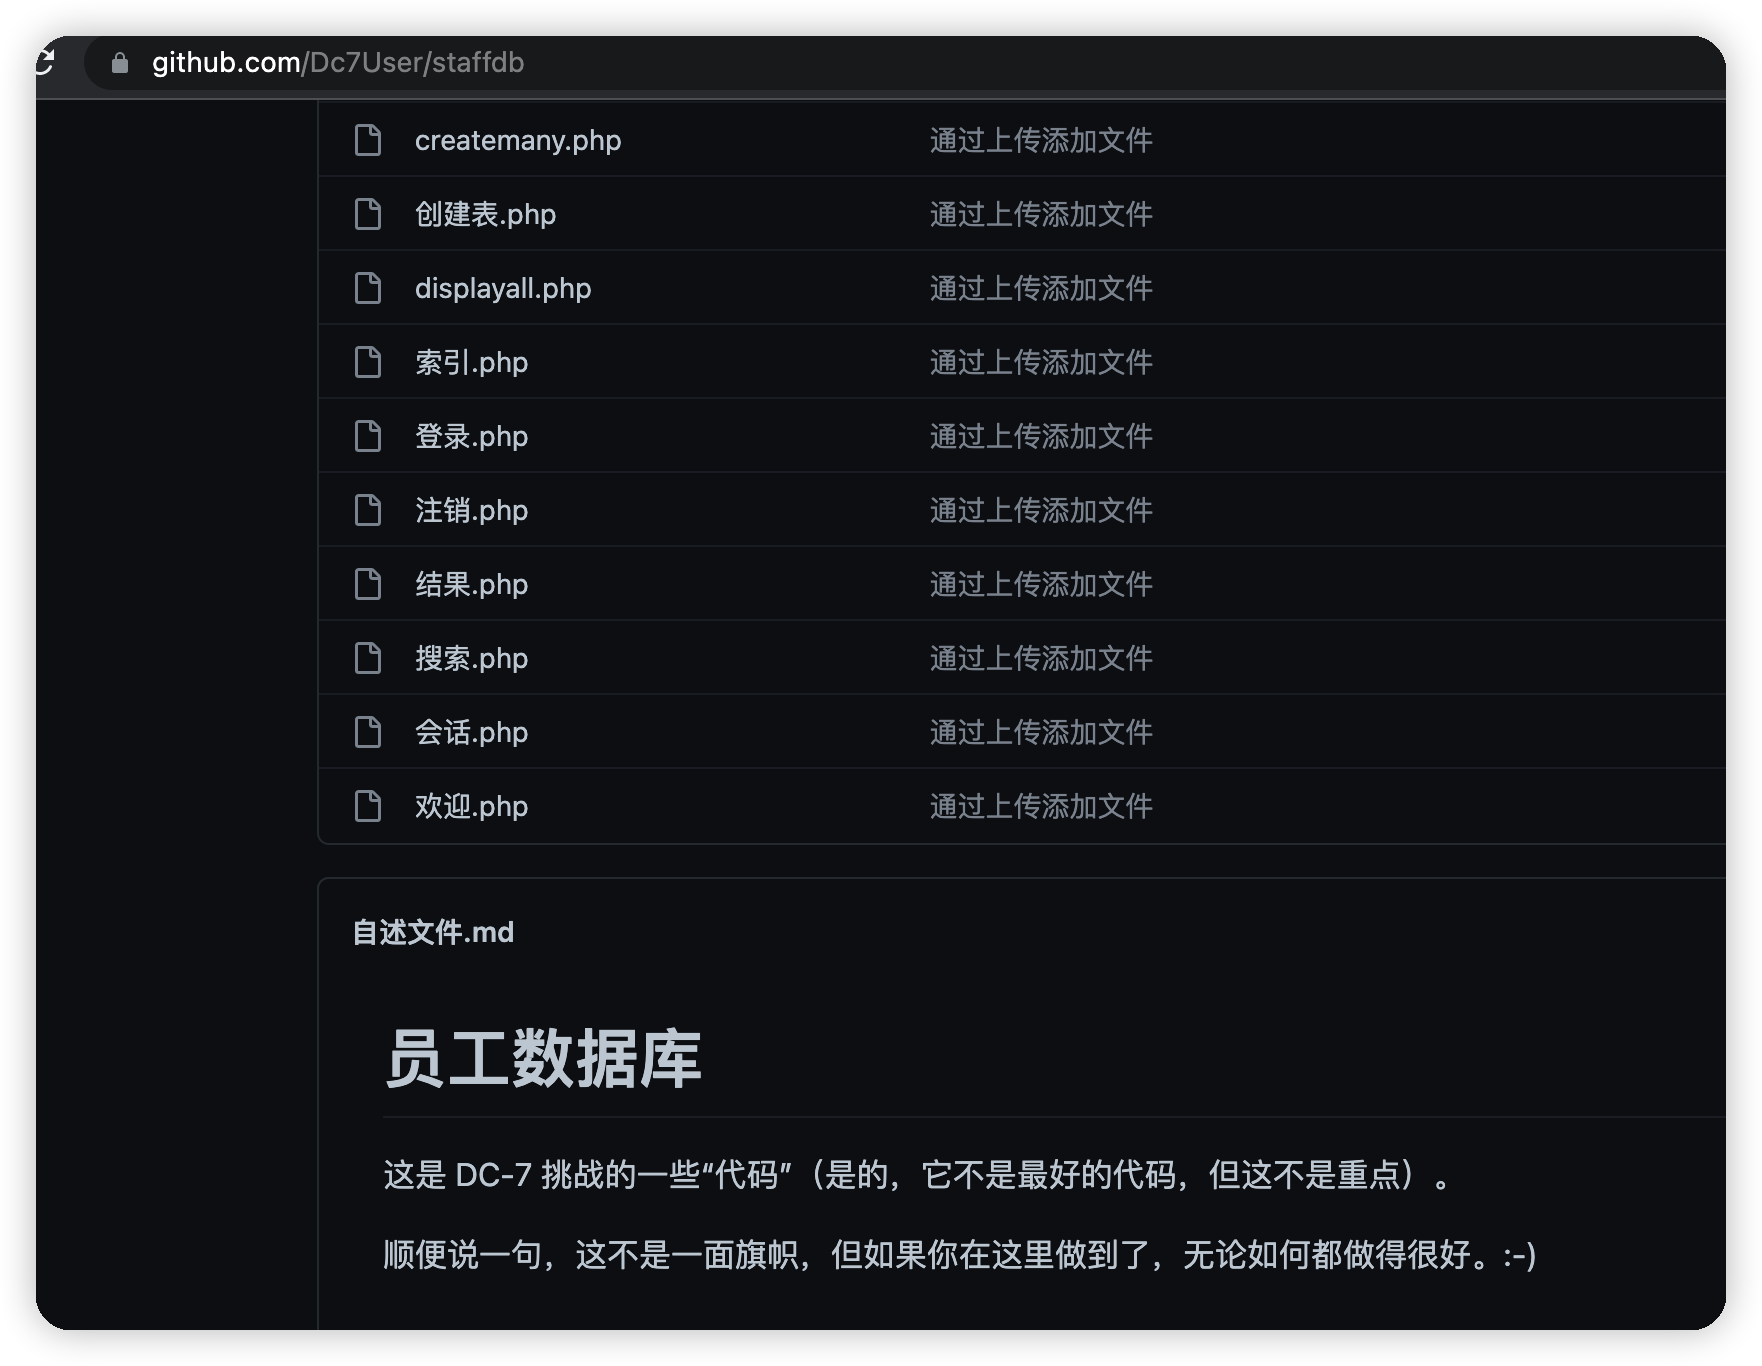 github.com/Dc7User/staffdb
createmany.php 通过上传添加文件
创建表.php 通过上传添加文件
displayall.php 通过上传添加文件
索引.php 通过上传添加文件
登录.php 通过上传添加文件
注销.php 通过上传添加文件
结果.php 通过上传添加文件
搜索.php 通过上传添加文件
会话.php 通过上传添加文件
欢迎.php 通过上传添加文件
自述文件.md
员工数据库
这是 DC-7 挑战的一些“代码”（是的，它不是最好的代码，但这不是重点）。
顺便说一句，这不是一面旗帜，但如果你在这里做到了，无论如何都做得很好。:-)